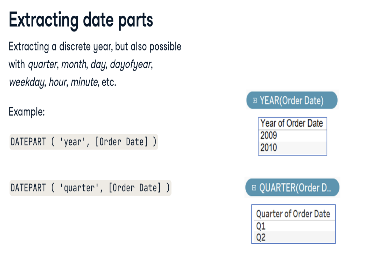 Extracting date parts
Extracting a discrete year, but also possible
with quarter, month, day, dayofyear,
weekday, hour, minute, etc.
Example:
DATEPART ( 'year', [Order Date] )
DATEPART ( 'quarter', [Order Date] )
YEAR(Order Date)
Year of Order Date
2009
2010
QUARTER(Order D...
Quarter of Order Date
Q1
Q2